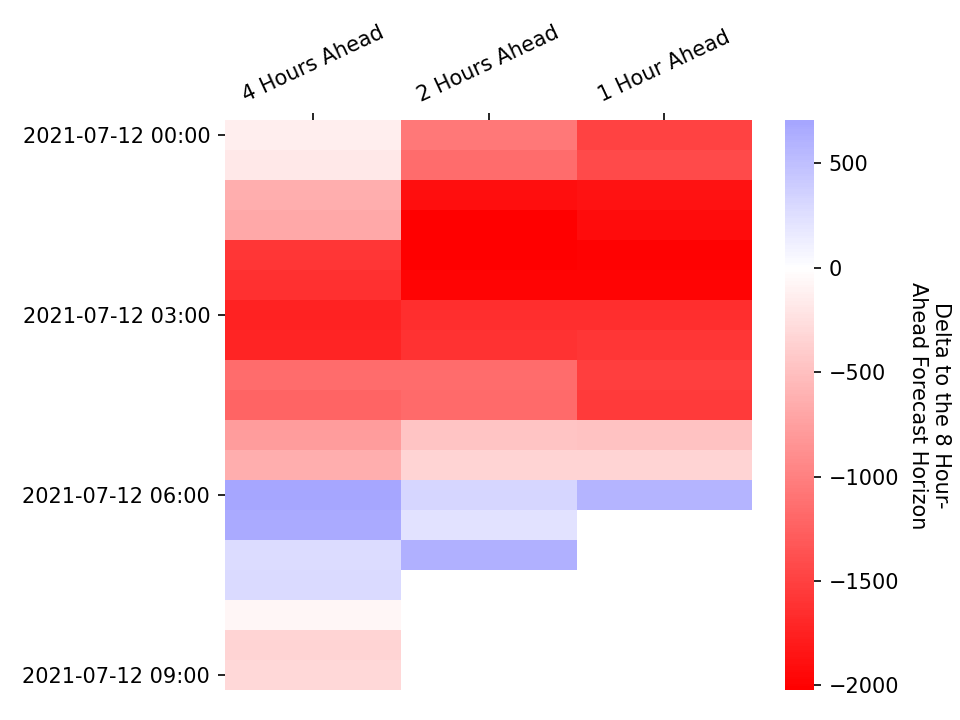 4 Hours Ahead
2 Hours Ahead
1 Hour Ahead
2021-07-12 00:00
2021-07-12 03:00
2021-07-12 06:00
2021-07-12 09:00
500
0
−500
−1000
−1500
−2000
Delta to the 8 Hour-
Ahead Forecast Horizon